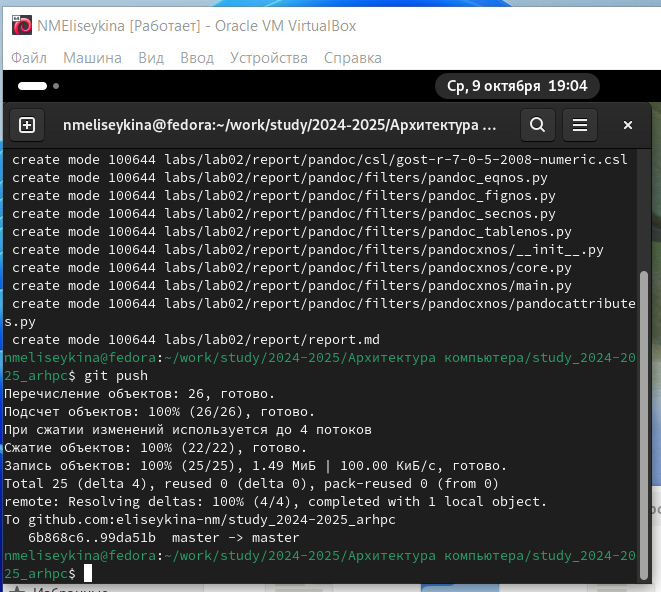 NMEliseykina [Работает] - Oracle VM VirtualBox
Файл Машина Вид Ввод Устройства Справка
Ср, 9 октября 19:04
nmeliseykina@fedora:~/work/study/2024-2025/Архитектура ...
create mode 100644 labs/lab02/report/pandoc/csl/gost-r-7-0-5-2008-numeric.csl
create mode 100644 labs/lab02/report/pandoc/filters/pandoc_eqnos.py
create mode 100644 labs/lab02/report/pandoc/filters/pandoc_fignos.py
create mode 100644 labs/lab02/report/pandoc/filters/pandoc_secnos.py
create mode 100644 labs/lab02/report/pandoc/filters/pandoc_tablenos.py
create mode 100644 labs/lab02/report/pandoc/filters/pandocxnos/__init__.py
create mode 100644 labs/lab02/report/pandoc/filters/pandocxnos/core.py
create mode 100644 labs/lab02/report/pandoc/filters/pandocxnos/main.py
create mode 100644 labs/lab02/report/pandoc/filters/pandocxnos/pandocattribute
s.py
create mode 100644 labs/lab02/report/report.md
nmeliseykina@fedora:~/work/study/2024-2025/Архитектура компьютера/study_2024-20
25_arhpc$ git push
Перечисление объектов: 26, готово.
Подсчет объектов: 100% (26/26), готово.
При сжатии изменений используется до 4 потоков
Сжатие объектов: 100% (22/22), готово.
Запись объектов: 100% (25/25), 1.49 МиБ | 100.00 КиБ/с, готово.
Total 25 (delta 4), reused 0 (delta 0), pack-reused 0 (from 0)
remote: Resolving deltas: 100% (4/4), completed with 1 local object.
To github.com:eliseykina-nm/study_2024-2025_arhpc
6b868c6..99da51b master -> master
nmeliseykina@fedora:~/work/study/2024-2025/Архитектура компьютера/study_2024-20
25_arhpc$